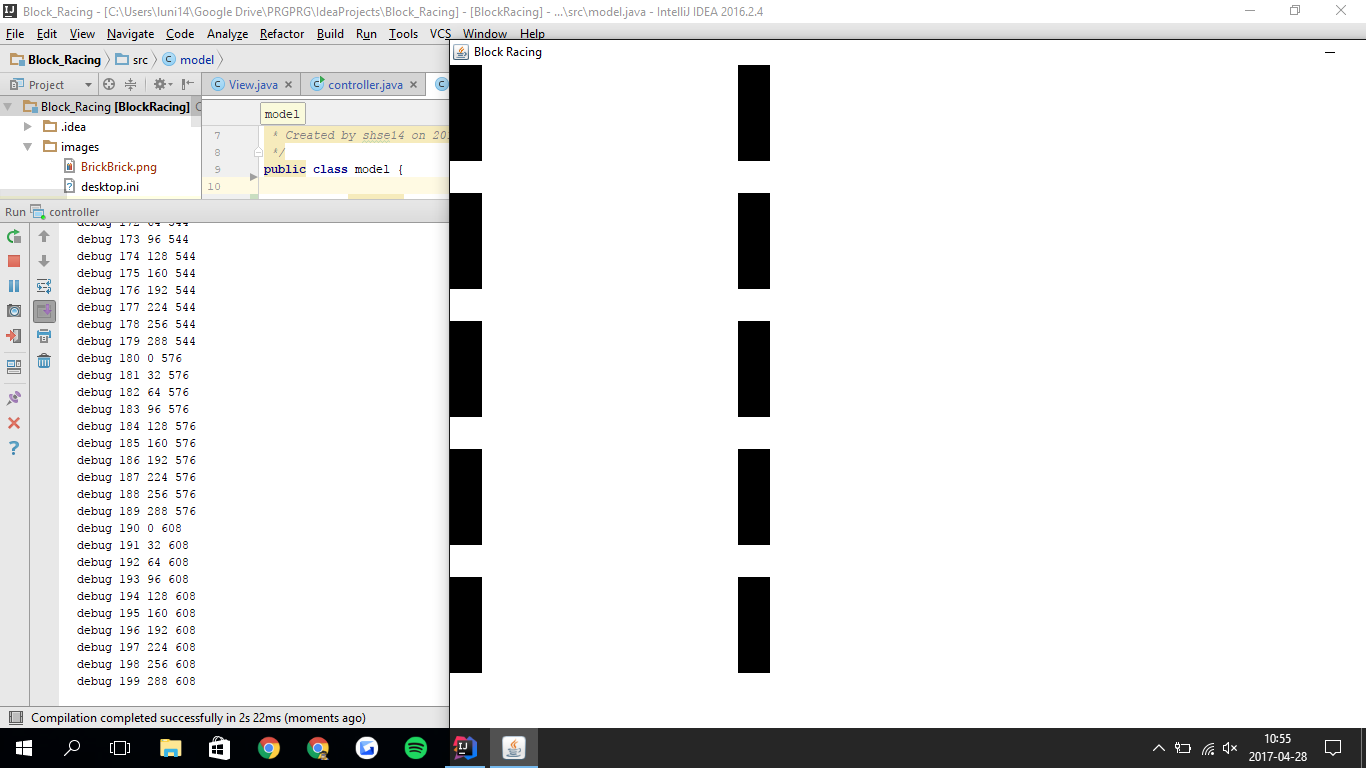 Block_Racing - [C:\Users\luni14\Google Drive\PRGPRG\IdeaProjects\Block_Racing] - [BlockRacing] - ...\src\model.java - IntelliJ IDEA 2016.2.4
File Edit View Navigate Code Analyze Refactor Build Run Tools VCS Window Help
Block Racing
Block_Racing src model
Project
View.java controller.java
Block_Racing [BlockRacing]
model
.idea
7 * Created by shse14 on 20
images
8 */
BrickBrick.png
9 public class model {
desktop.ini
10
Run controller
debug 172 64 544
debug 173 96 544
debug 174 128 544
debug 175 160 544
debug 176 192 544
debug 177 224 544
debug 178 256 544
debug 179 288 544
debug 180 0 576
debug 181 32 576
debug 182 64 576
debug 183 96 576
debug 184 128 576
debug 185 160 576
debug 186 192 576
debug 187 224 576
debug 188 256 576
debug 189 288 576
debug 190 0 608
debug 191 32 608
debug 192 64 608
debug 193 96 608
debug 194 128 608
debug 195 160 608
debug 196 192 608
debug 197 224 608
debug 198 256 608
debug 199 288 608
Compilation completed successfully in 2s 22ms (moments ago)
10:55
2017-04-28